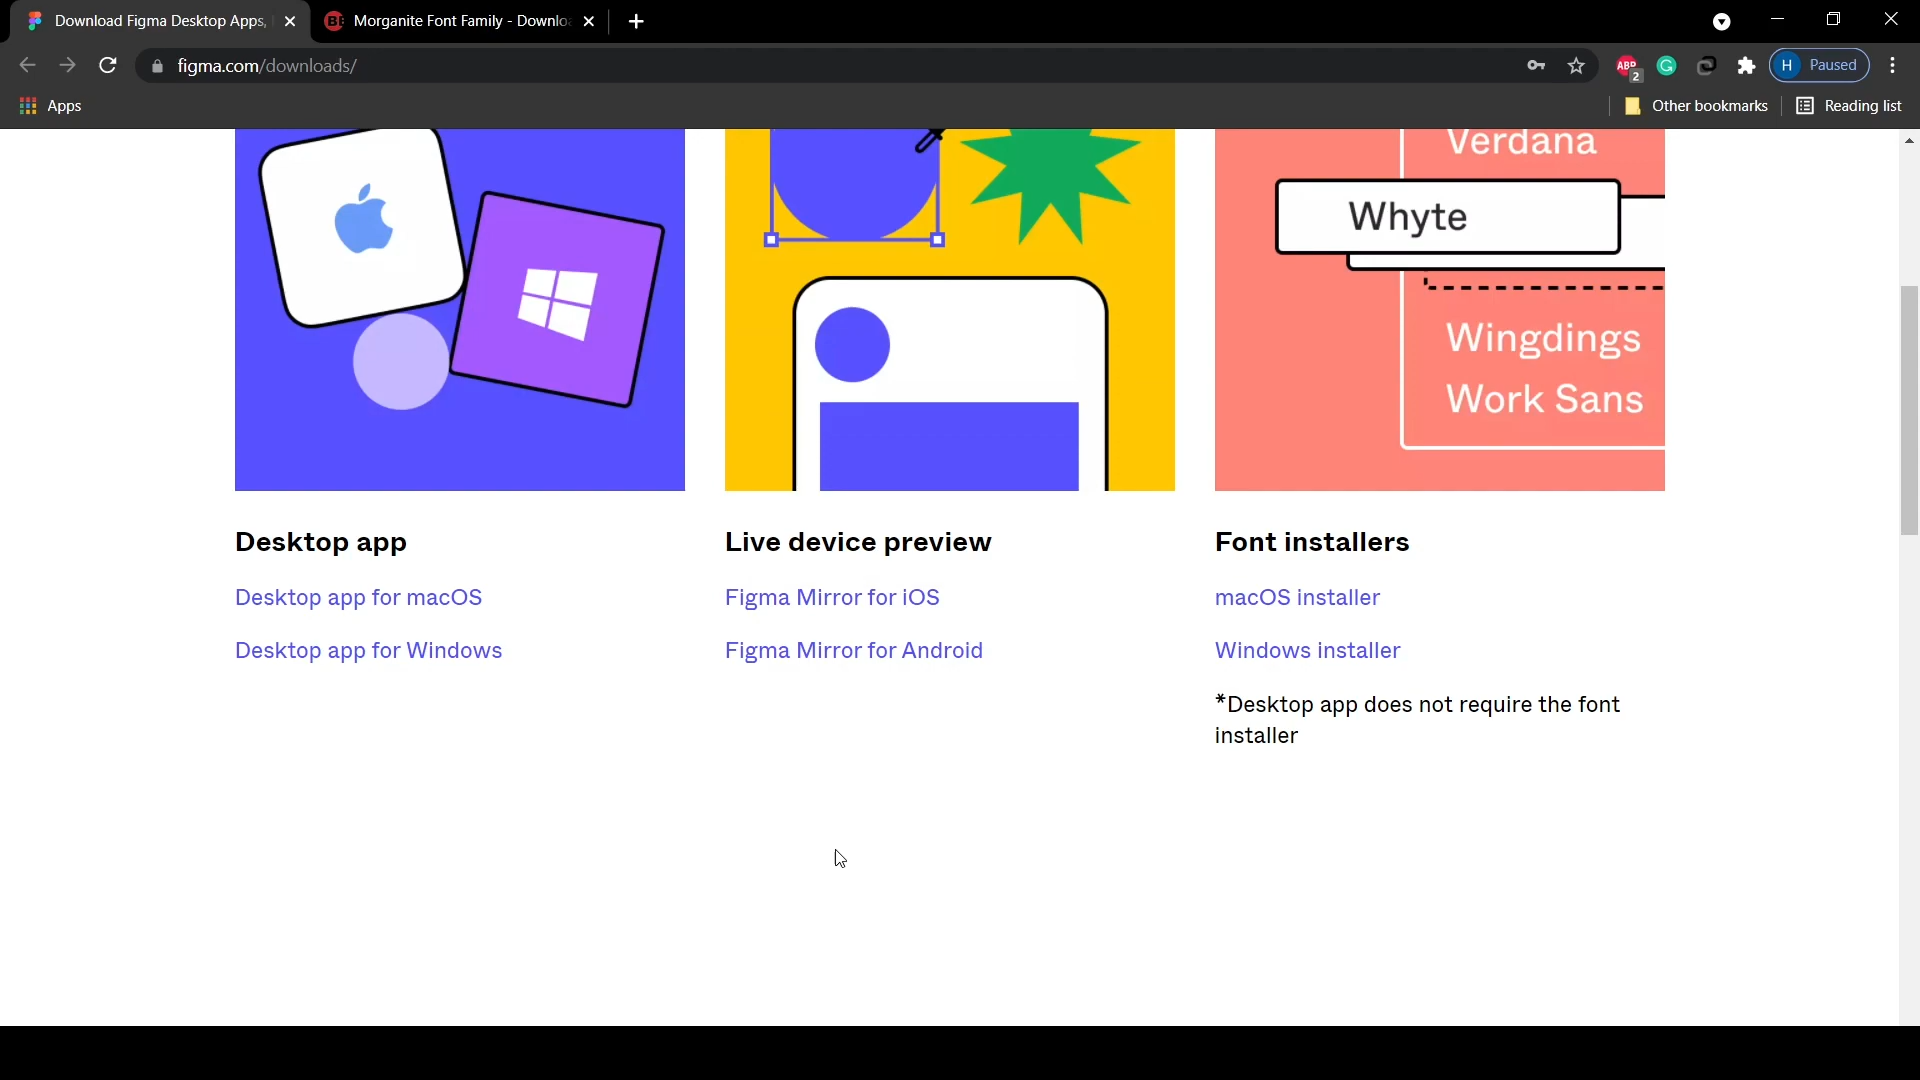 Download Figma Desktop Apps,
Morganite Font Family - Downlo
figma.com/downloads/
ABP
2
G
H
Paused
Apps
Other bookmarks
Reading list
Verdana
Whyte
Wingdings
Work Sans
Desktop app
Live device preview
Font installers
Desktop app for macOS
Figma Mirror for iOS
macOS installer
Desktop app for Windows
Figma Mirror for Android
Windows installer
*Desktop app does not require the font
installer